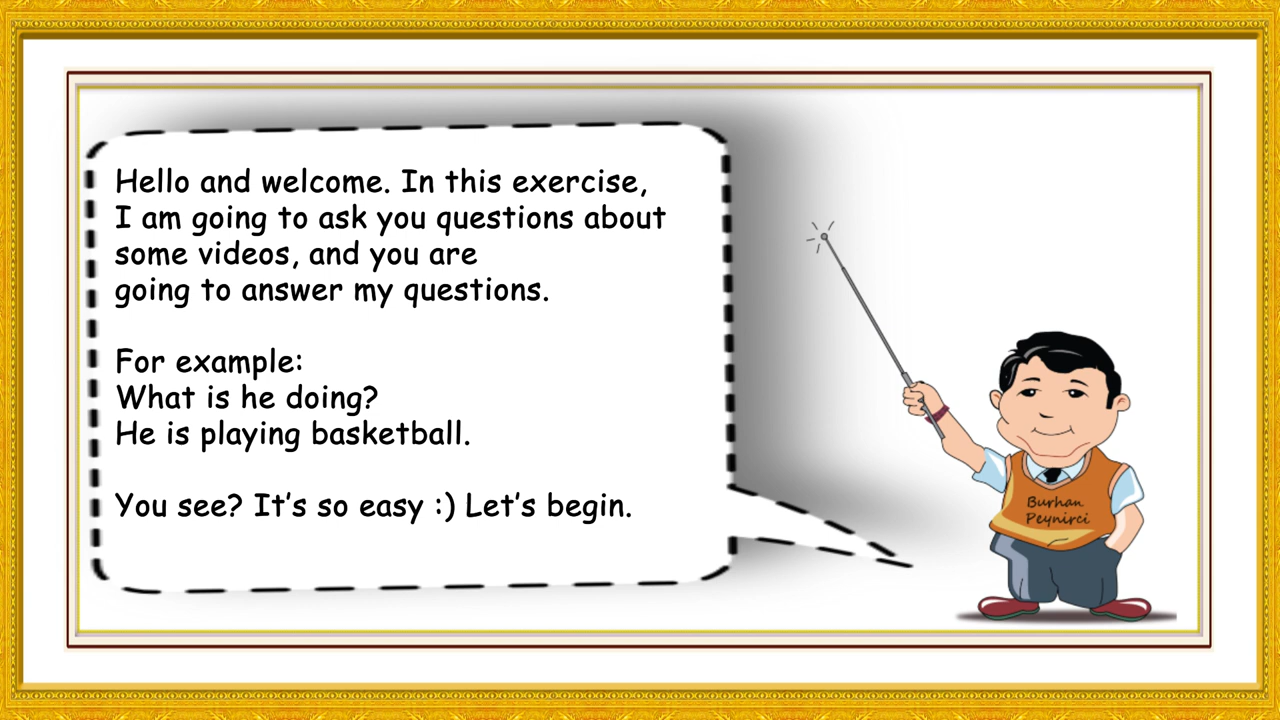 Hello and welcome. In this exercise,
I am going to ask you questions about
some videos, and you are
going to answer my questions.
For example:
What is he doing?
He is playing basketball.
You see? It’s so easy :) Let’s begin.
Burhan
Peynirci